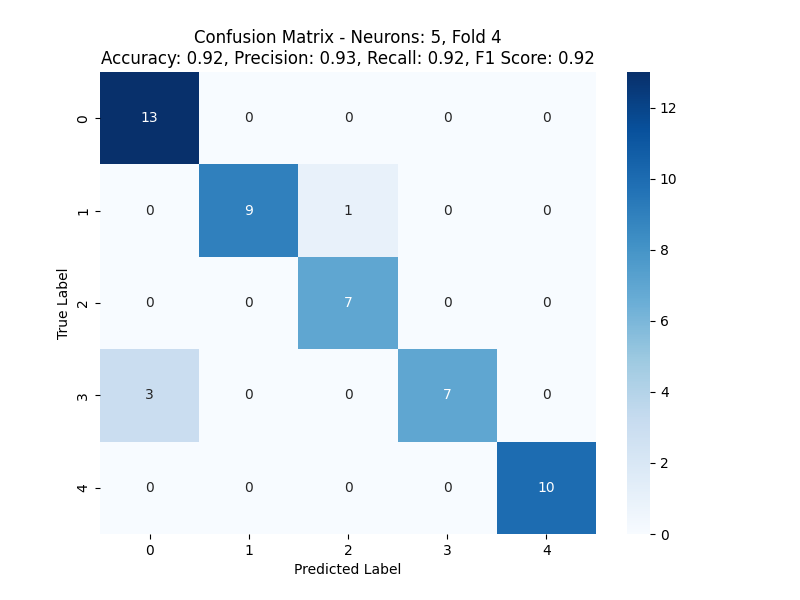 Confusion Matrix - Neurons: 5, Fold 4
Accuracy: 0.92, Precision: 0.93, Recall: 0.92, F1 Score: 0.92
True Label
0 13 0 0 0 0
1 0 9 1 0 0
2 0 0 7 0 0
3 3 0 0 7 0
4 0 0 0 0 10
0 1 2 3 4
Predicted Label
12
10
8
6
4
2
0